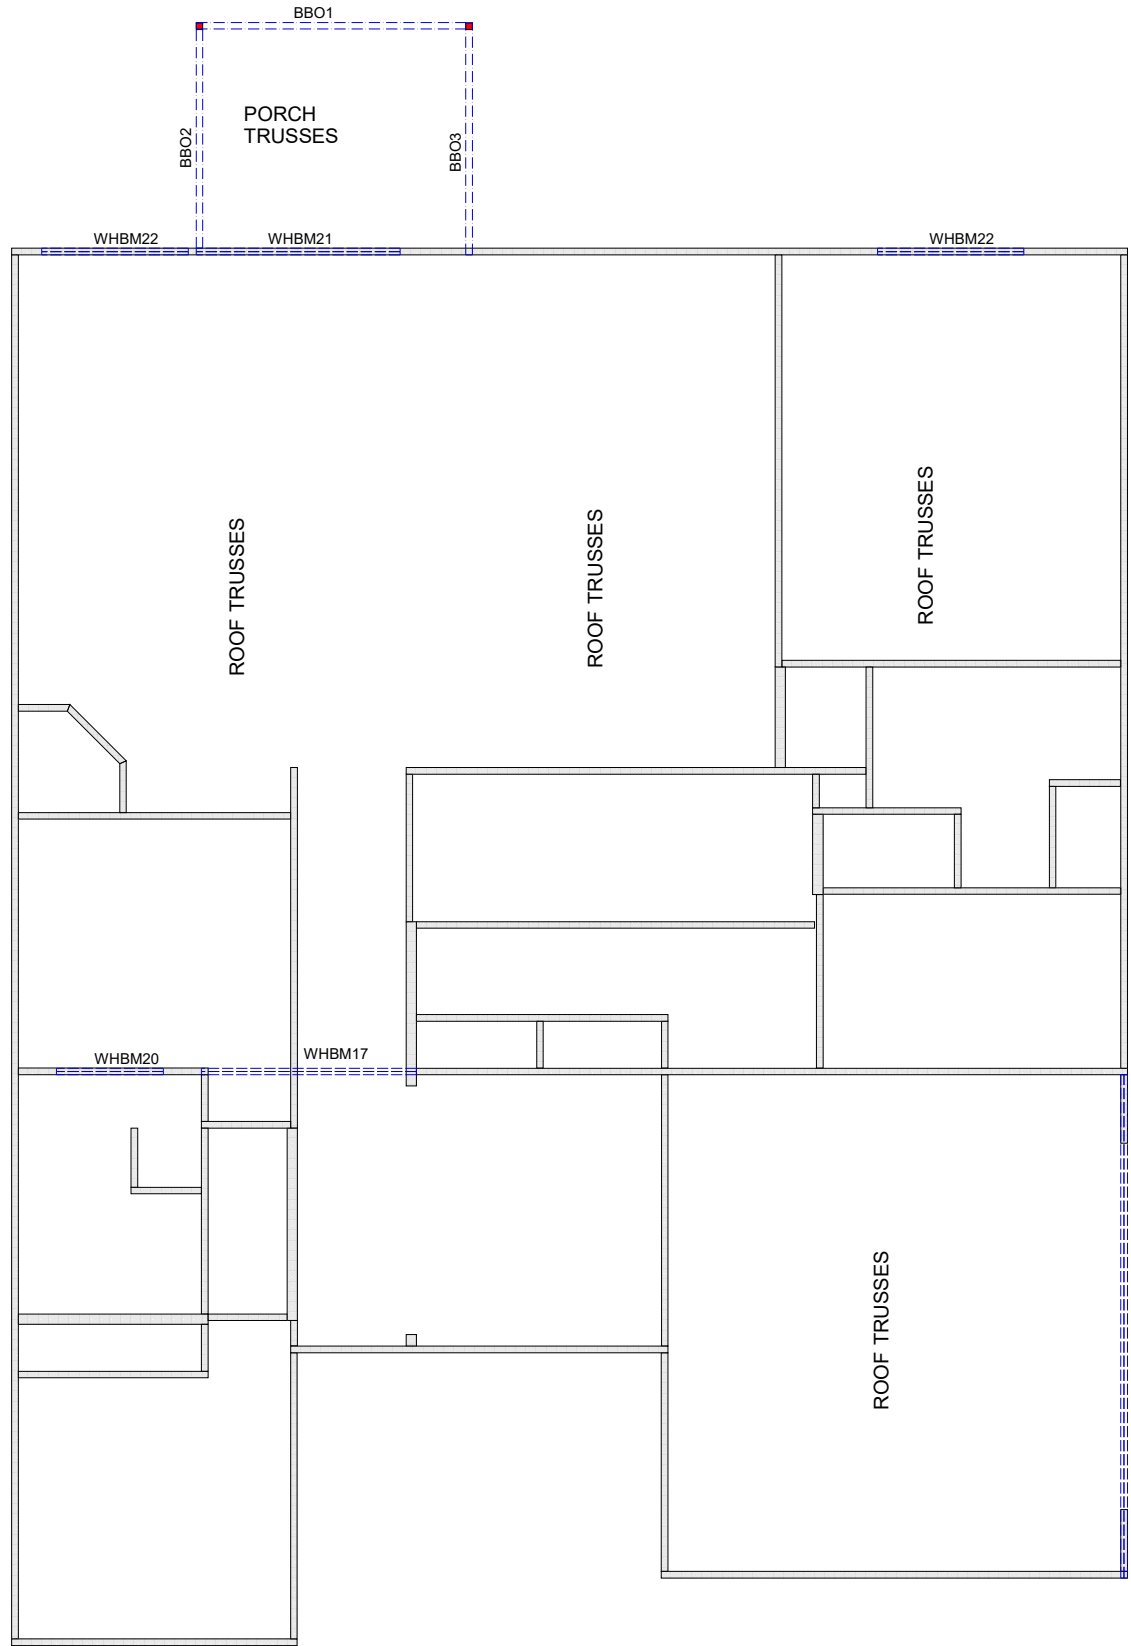 BBO1
PORCH
TRUSSES
BBO2
BBO3
WHBM22
WHBM21
WHBM22
ROOF TRUSSES
ROOF TRUSSES
ROOF TRUSSES
WHBM20
WHBM17
ROOF TRUSSES